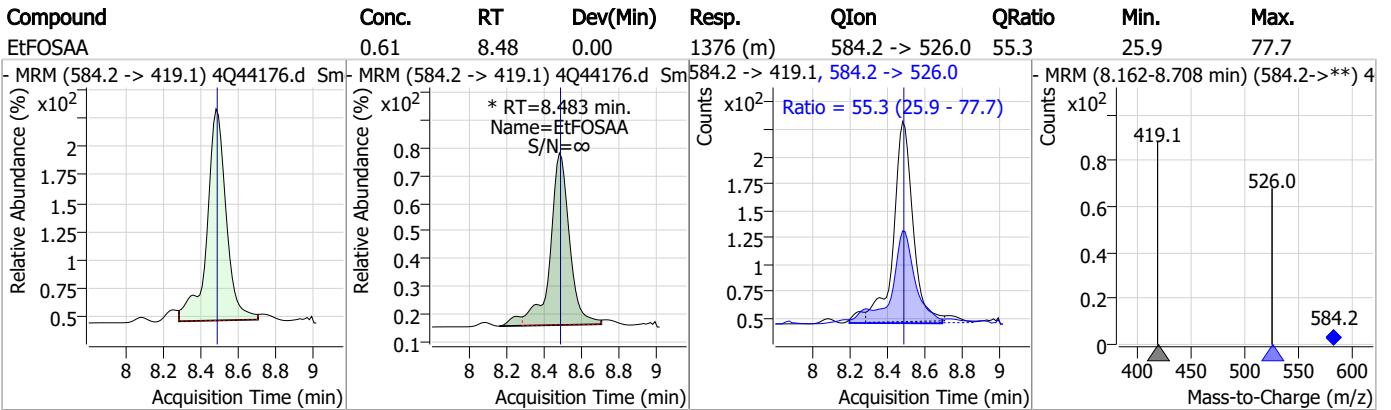 Compound Conc. RT Dev(Min) Resp. QIon QRatio Min. Max.
EtFOSAA 0.61 8.48 0.00 1376 (m) 584.2 -> 526.0 55.3 25.9 77.7
- MRM (584.2 -> 419.1) 4Q44176.d Sm
x10²
Relative Abundance (%)
2
1.75
1.5
1.25
1
0.75
0.5
8 8.2 8.4 8.6 8.8 9
Acquisition Time (min)
- MRM (584.2 -> 419.1) 4Q44176.d Sm
x10²
* RT=8.483 min.
Name=EtFOSAA
S/N=∞
Relative Abundance (%)
0.8
0.7
0.6
0.5
0.4
0.3
0.2
0.1
8 8.2 8.4 8.6 8.8 9
Acquisition Time (min)
584.2 -> 419.1, 584.2 -> 526.0
x10²
Ratio = 55.3 (25.9 - 77.7)
Counts
2
1.75
1.5
1.25
1
0.75
0.5
8 8.2 8.4 8.6 8.8 9
Acquisition Time (min)
- MRM (8.162-8.708 min) (584.2->**) 4
x10²
Counts
419.1
526.0
584.2
0.8
0.6
0.4
0.2
0
400 450 500 550 600
Mass-to-Charge (m/z)